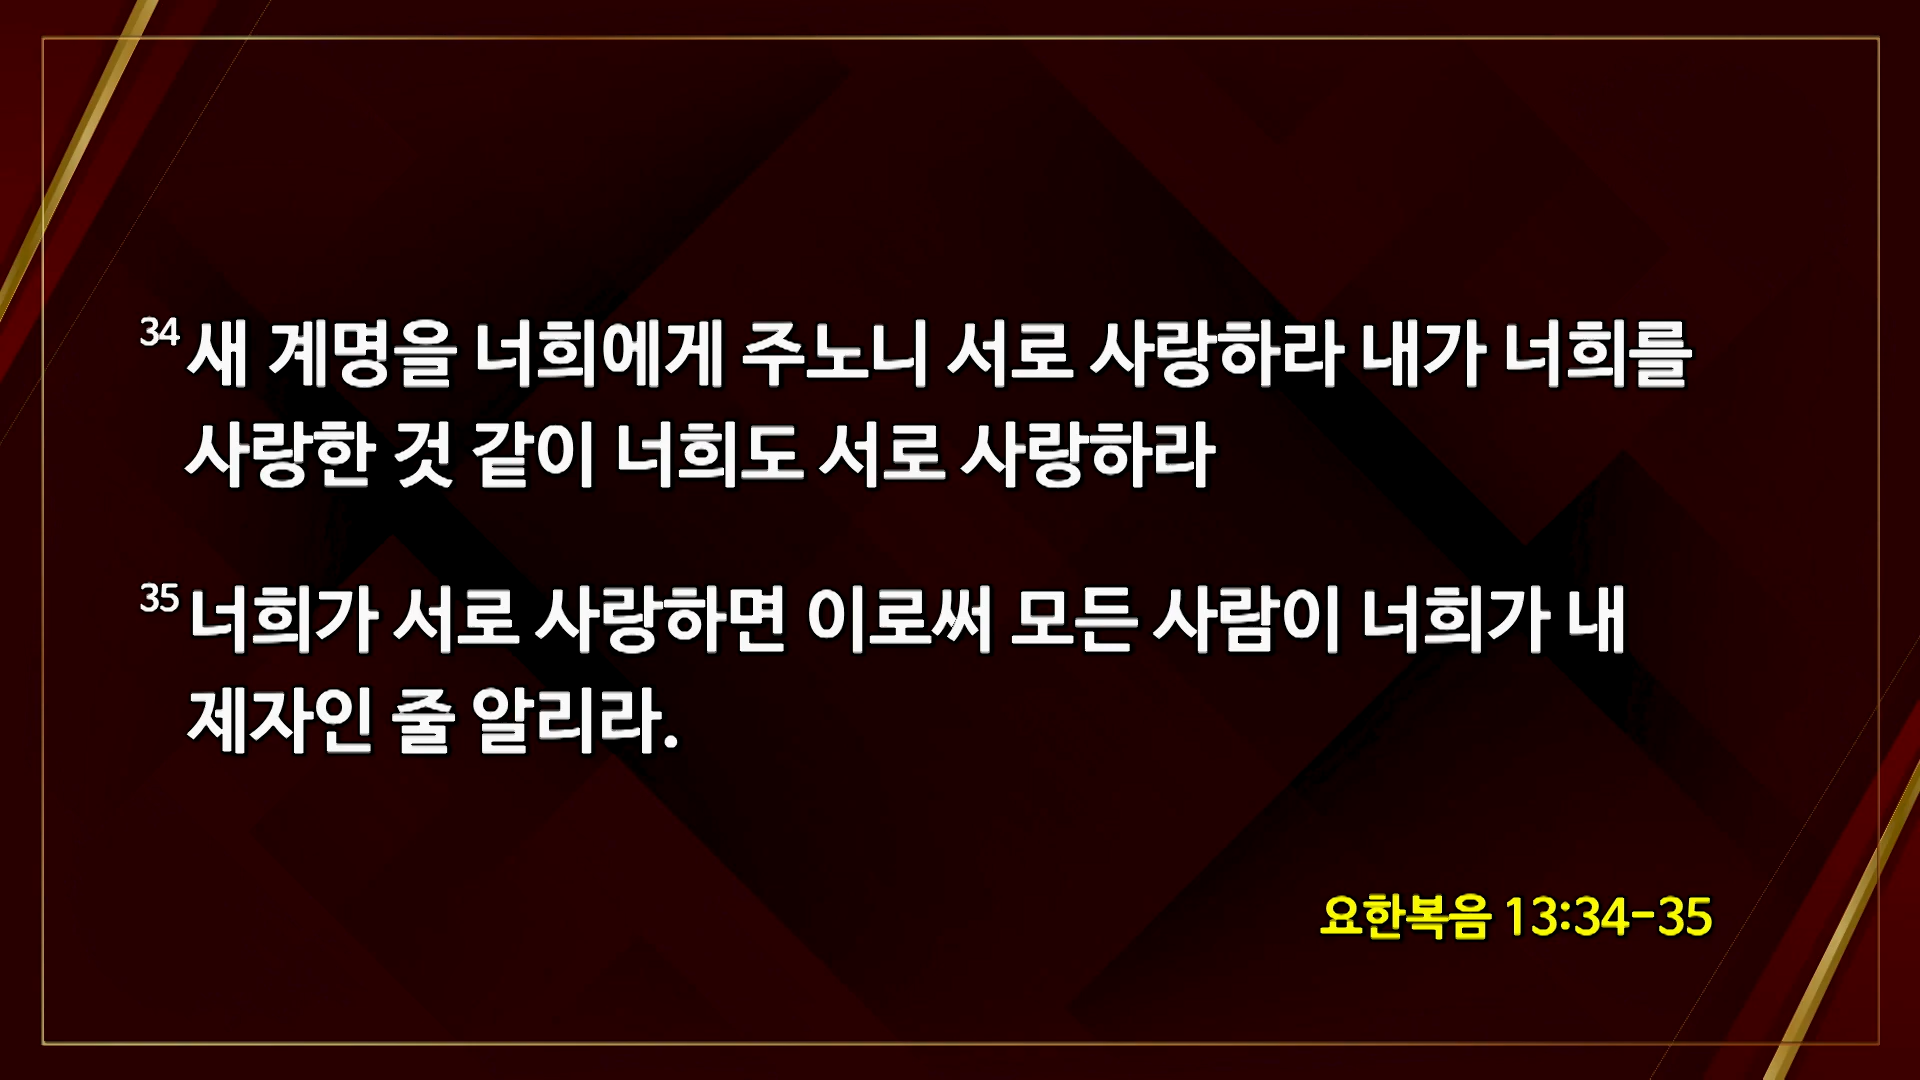 34 새 계명을 너희에게 주노니 서로 사랑하라 내가 너희를
사랑한 것 같이 너희도 서로 사랑하라
35 너희가 서로 사랑하면 이로써 모든 사람이 너희가 내
제자인 줄 알리라.
요한복음 13:34-35